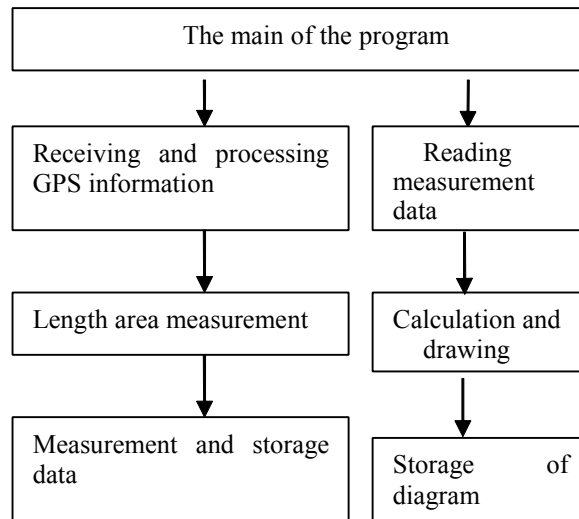 The main of the program
Receiving and processing
GPS information
Reading
measurement
data
Length area measurement
Calculation and
drawing
Measurement and storage
data
Storage of
diagram